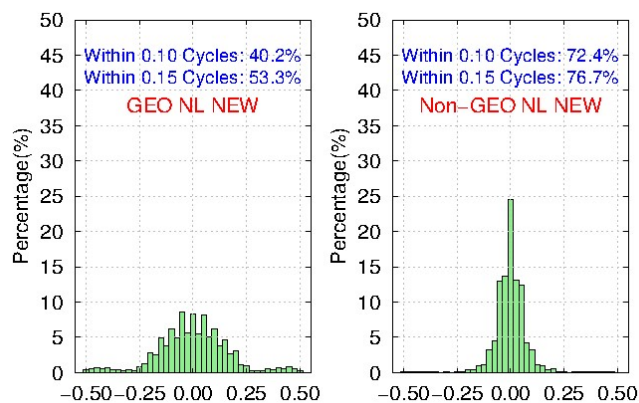 50
45
40
35
30
25
20
15
10
5
0
Percentage(%)
Within 0.10 Cycles: 40.2%
Within 0.15 Cycles: 53.3%
GEO NL NEW
−0.50−0.25 0.00 0.25 0.50
50
45
40
35
30
25
20
15
10
5
0
Percentage(%)
Within 0.10 Cycles: 72.4%
Within 0.15 Cycles: 76.7%
Non−GEO NL NEW
−0.50−0.25 0.00 0.25 0.50